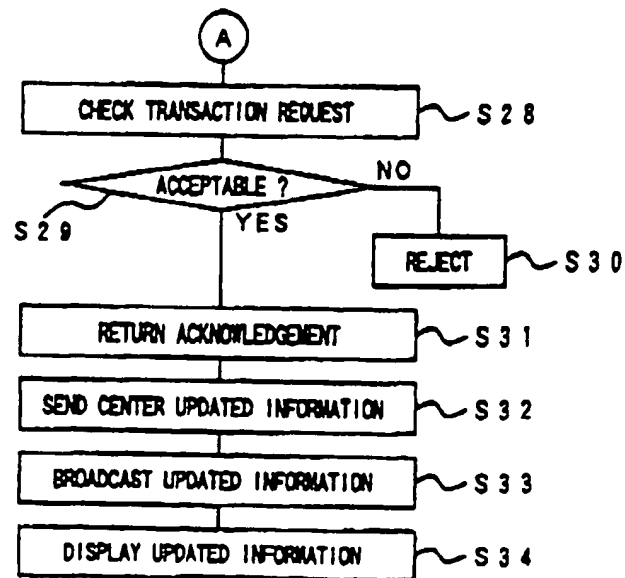 A
CHECK TRANSACTION REQUEST
S28
ACCEPTABLE ?
NO
S29
YES
REJECT
S30
RETURN ACKNOWLEDGEMENT
S31
SEND CENTER UPDATED INFORMATION
S32
BROADCAST UPDATED INFORMATION
S33
DISPLAY UPDATED INFORMATION
S34